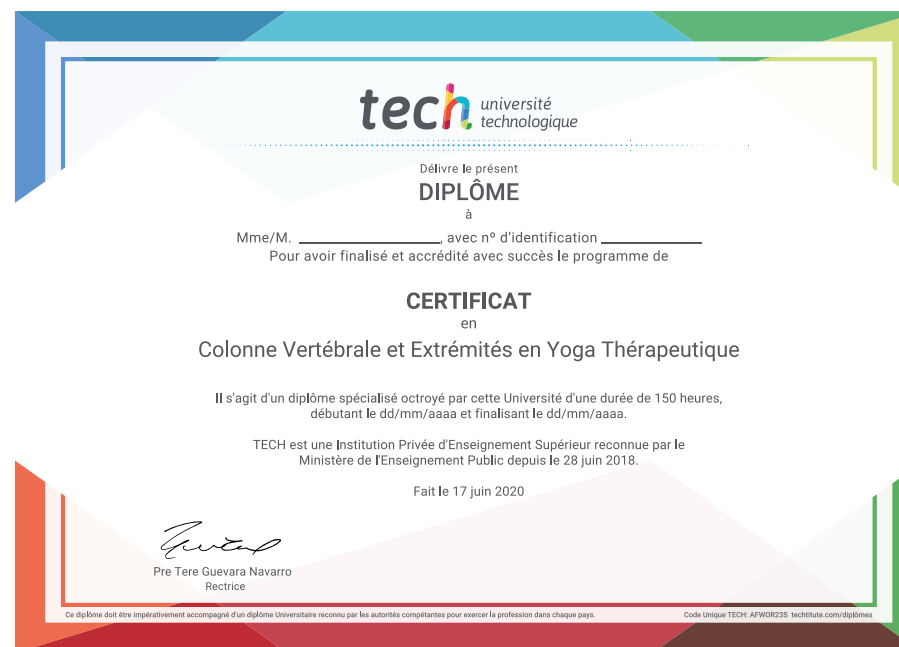 tech université
technologique
Délivre le présent
DIPLÔME
à
Mme/M. ____________________, avec nº d'identification ______________
Pour avoir finalisé et accrédité avec succès le programme de
CERTIFICAT
en
Colonne Vertébrale et Extrémités en Yoga Thérapeutique
Il s'agit d'un diplôme spécialisé octroyé par cette Université d'une durée de 150 heures,
débutant le dd/mm/aaaa et finalisant le dd/mm/aaaa.
TECH est une Institution Privée d'Enseignement Supérieur reconnue par le
Ministère de l'Enseignement Public depuis le 28 juin 2018.
Fait le 17 juin 2020
Pre Tere Guevara Navarro
Rectrice
Ce diplôme doit être impérativement accompagné d'un diplôme Universitaire reconnu par les autorités compétantes pour exercer la profession dans chaque pays. Code Unique TECH: AFWOR23S techtitute.com/diplômes